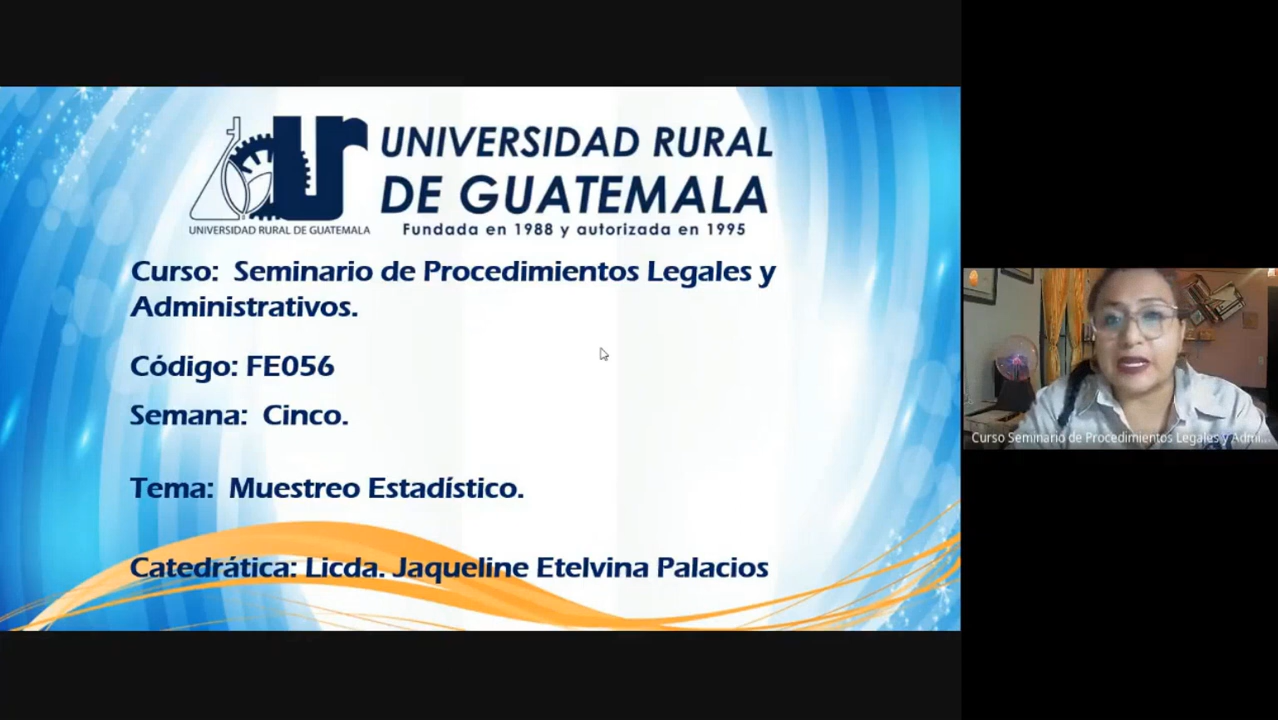 UNIVERSIDAD RURAL
DE GUATEMALA
Fundada en 1988 y autorizada en 1995
UNIVERSIDAD RURAL DE GUATEMALA
Curso: Seminario de Procedimientos Legales y
Administrativos.
Código: FE056
Semana: Cinco.
Tema: Muestreo Estadístico.
Catedrática: Licda. Jaqueline Etelvina Palacios
Curso Seminario de Procedimientos Legales y Admi...